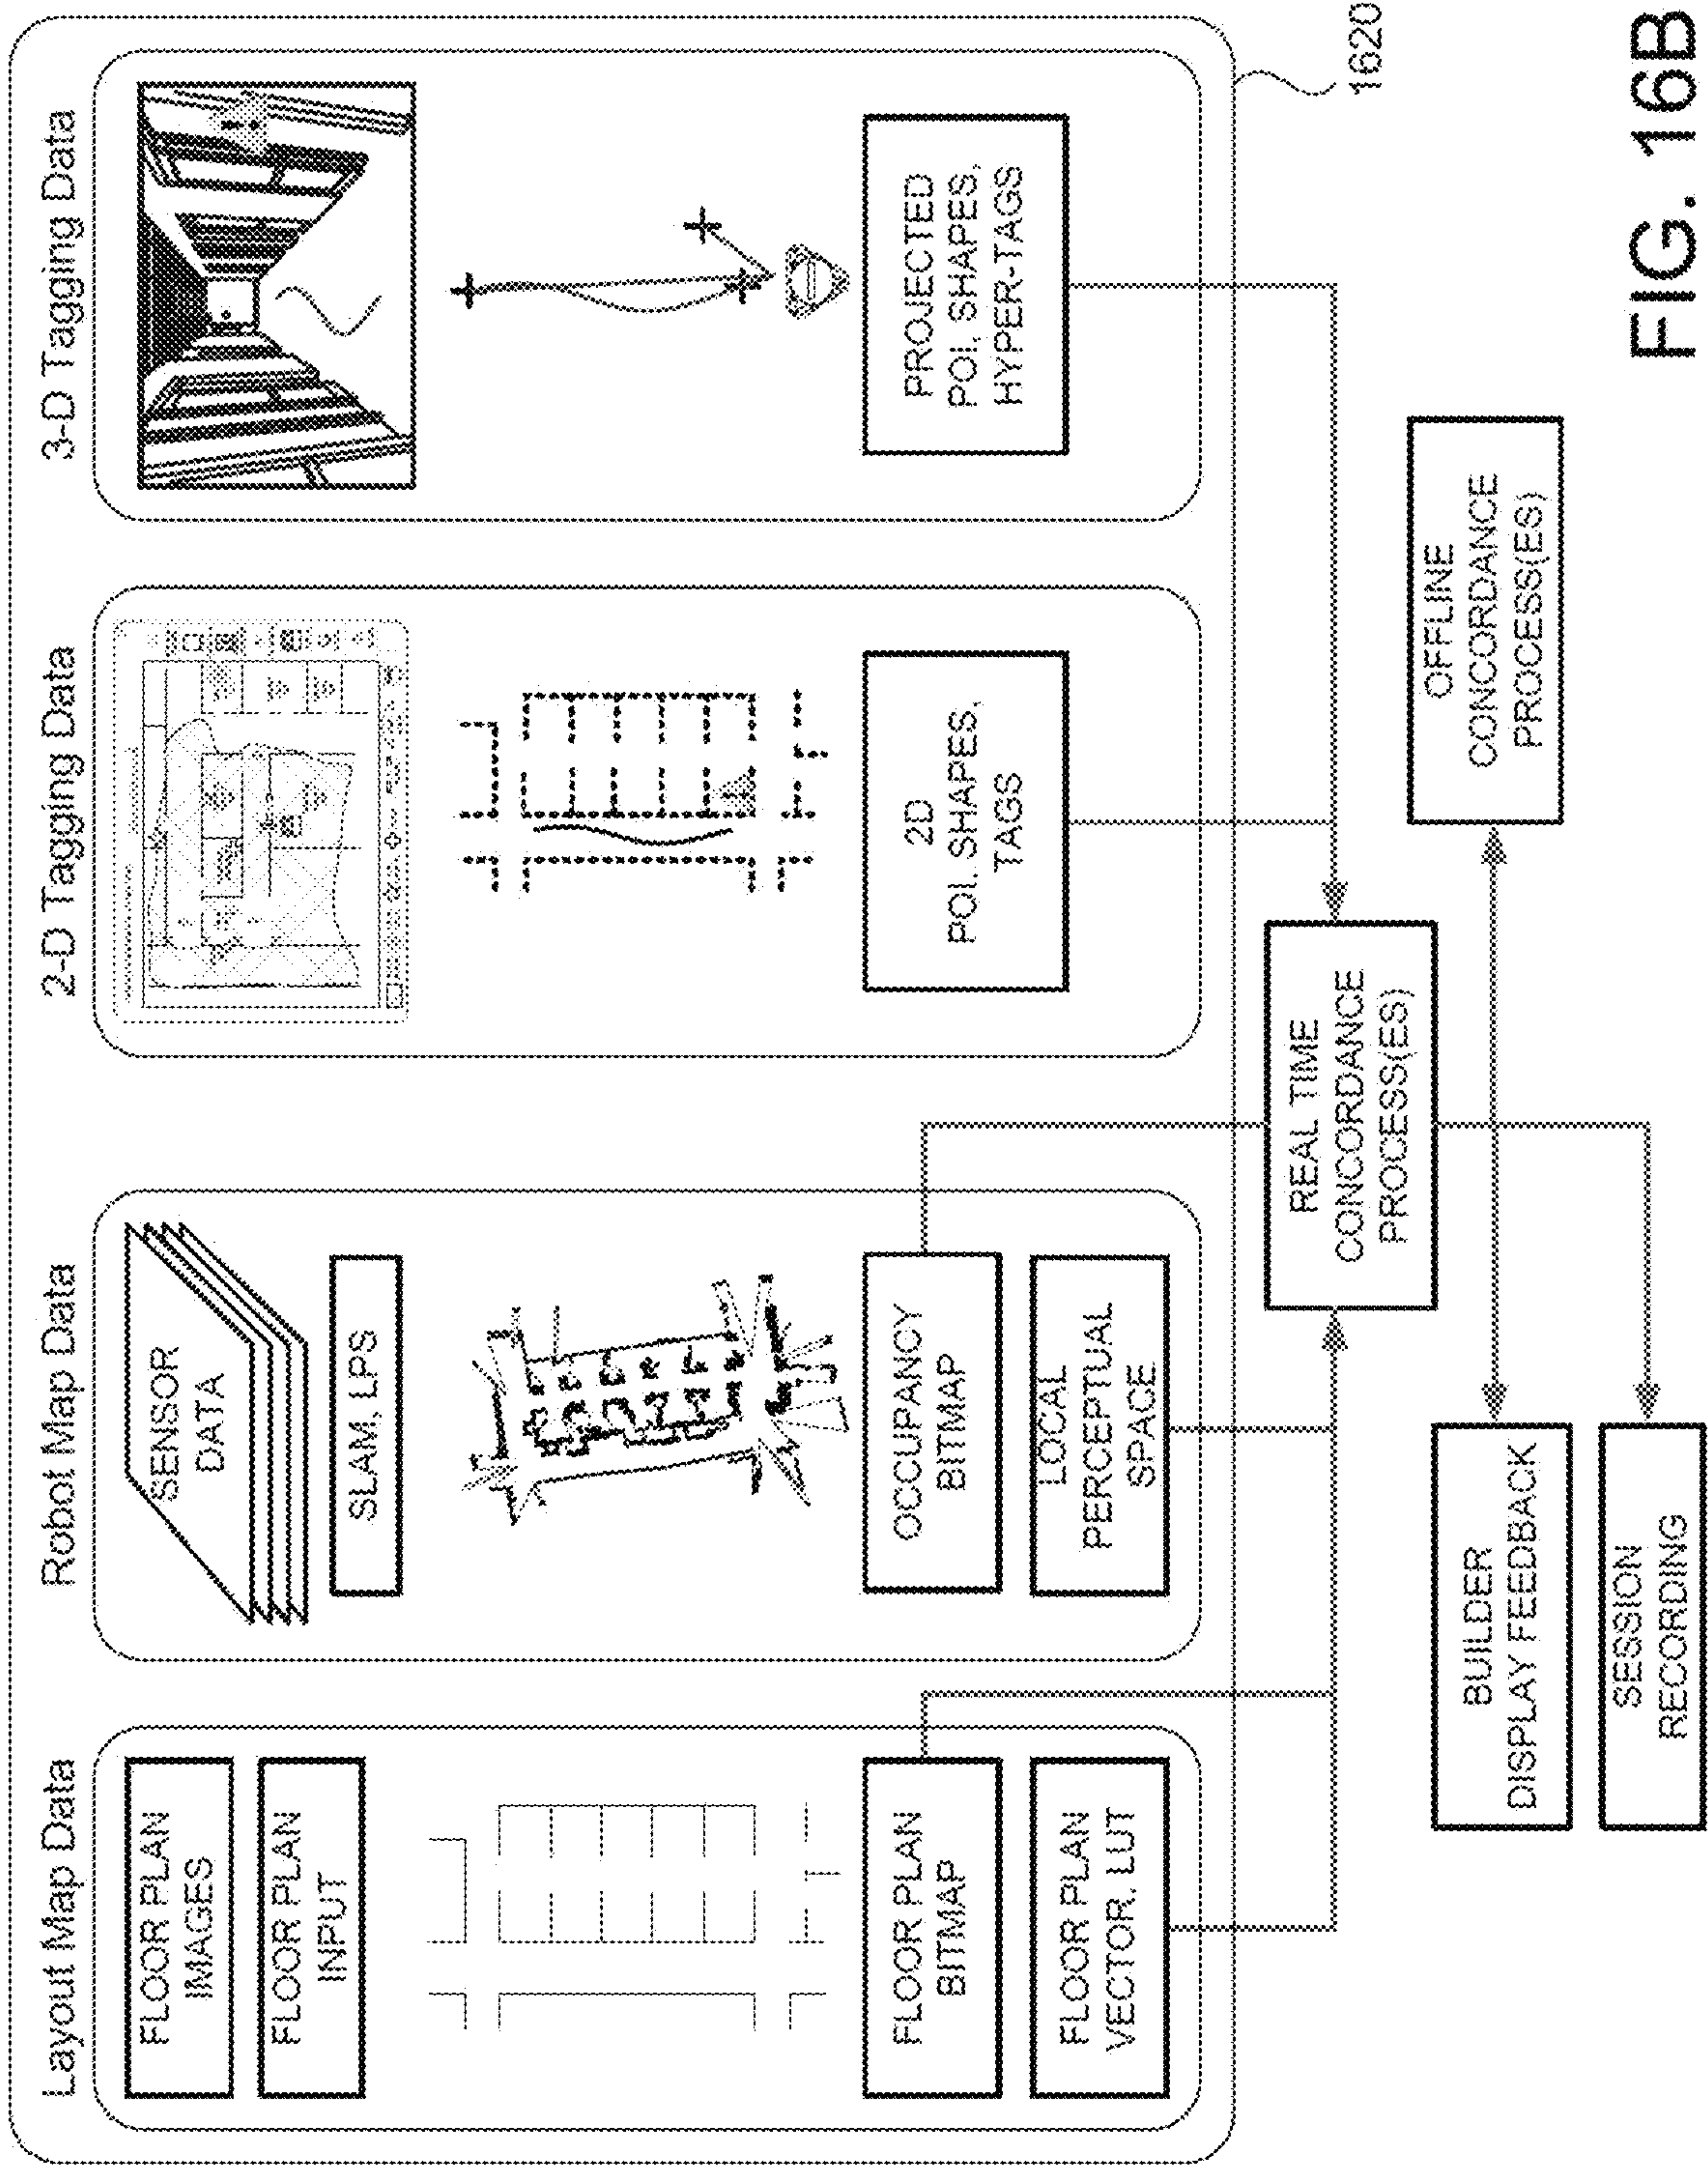 Layout Map Data
FLOOR PLAN
IMAGES
FLOOR PLAN
INPUT
FLOOR PLAN
BITMAP
FLOOR PLAN
VECTOR, LUT
Robot Map Data
SENSOR
DATA
SLAM, LPS
OCCUPANCY
BITMAP
LOCAL
PERCEPTUAL
SPACE
2-D Tagging Data
2D
POI, SHAPES,
TAGS
3-D Tagging Data
PROJECTED
POI, SHAPES,
HYPER-TAGS
1620
REAL TIME
CONCORDANCE
PROCESS(ES)
OFFLINE
CONCORDANCE
PROCESS(ES)
BUILDER
DISPLAY FEEDBACK
SESSION
RECORDING
FIG. 16B